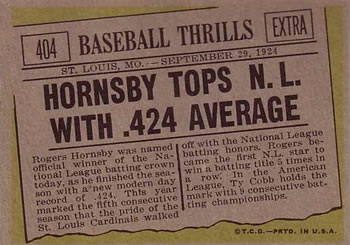 404 BASEBALL THRILLS EXTRA
ST. LOUIS, MO.—SEPTEMBER 29, 1924
HORNSBY TOPS N.L.
WITH .424 AVERAGE
Rogers Hornsby was named
official winner of the Na-
tional League batting crown
today, as he finished the sea-
son with a new modern day
record of .424. This year
marked the fifth consecutive
season that the pride of the
St. Louis Cardinals walked
off with the National League
batting honors. Rogers be-
came the first N.L. star to
win a batting title 5 times in
a row. In the American
League, Ty Cobb holds the
mark with 9 consecutive bat-
ting championships.
© T.C.G.—PRTD. IN U.S.A.